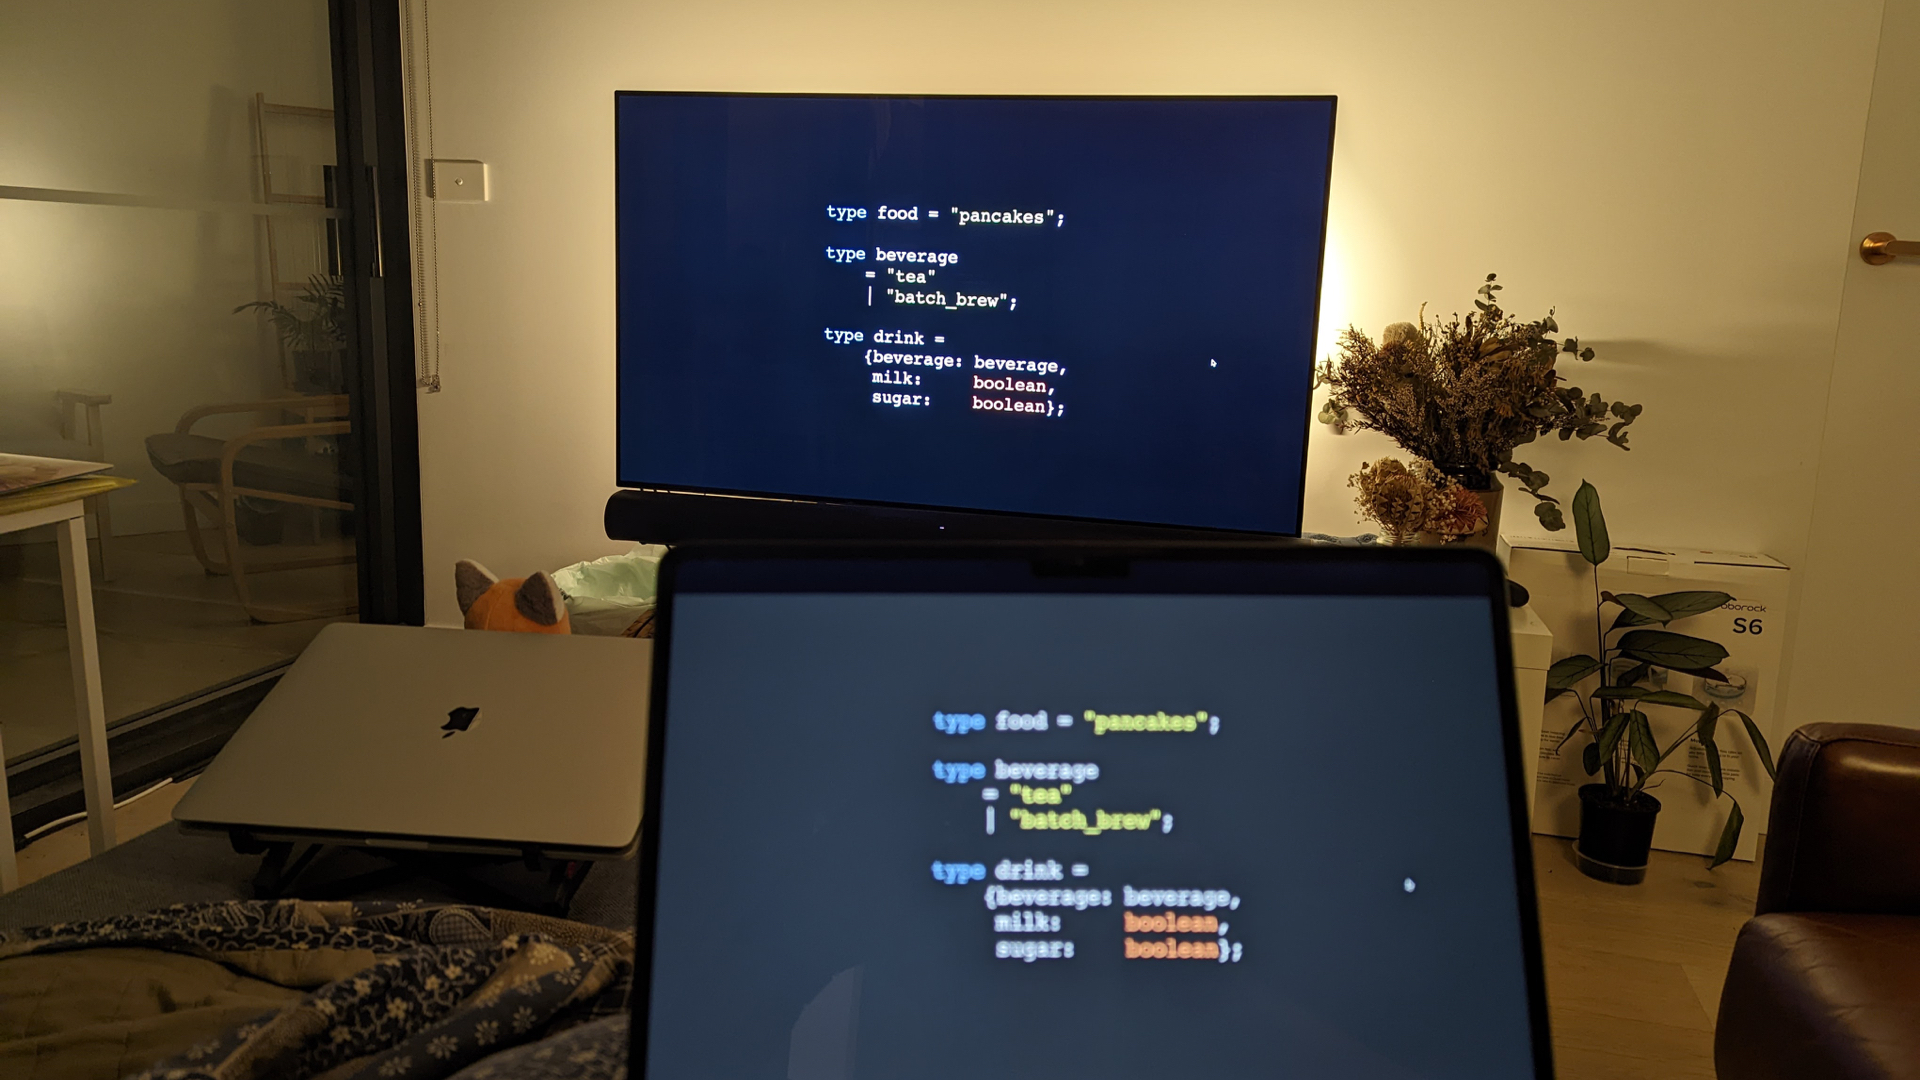 type food = "pancakes";
type beverage
    = "tea"
    | "batch_brew";
type drink =
    {beverage: beverage,
     milk:     boolean,
     sugar:    boolean};
type food = "pancakes";
type beverage
    = "tea"
    | "batch_brew";
type drink =
    {beverage: beverage,
     milk:     boolean,
     sugar:    boolean};
oborock
S6